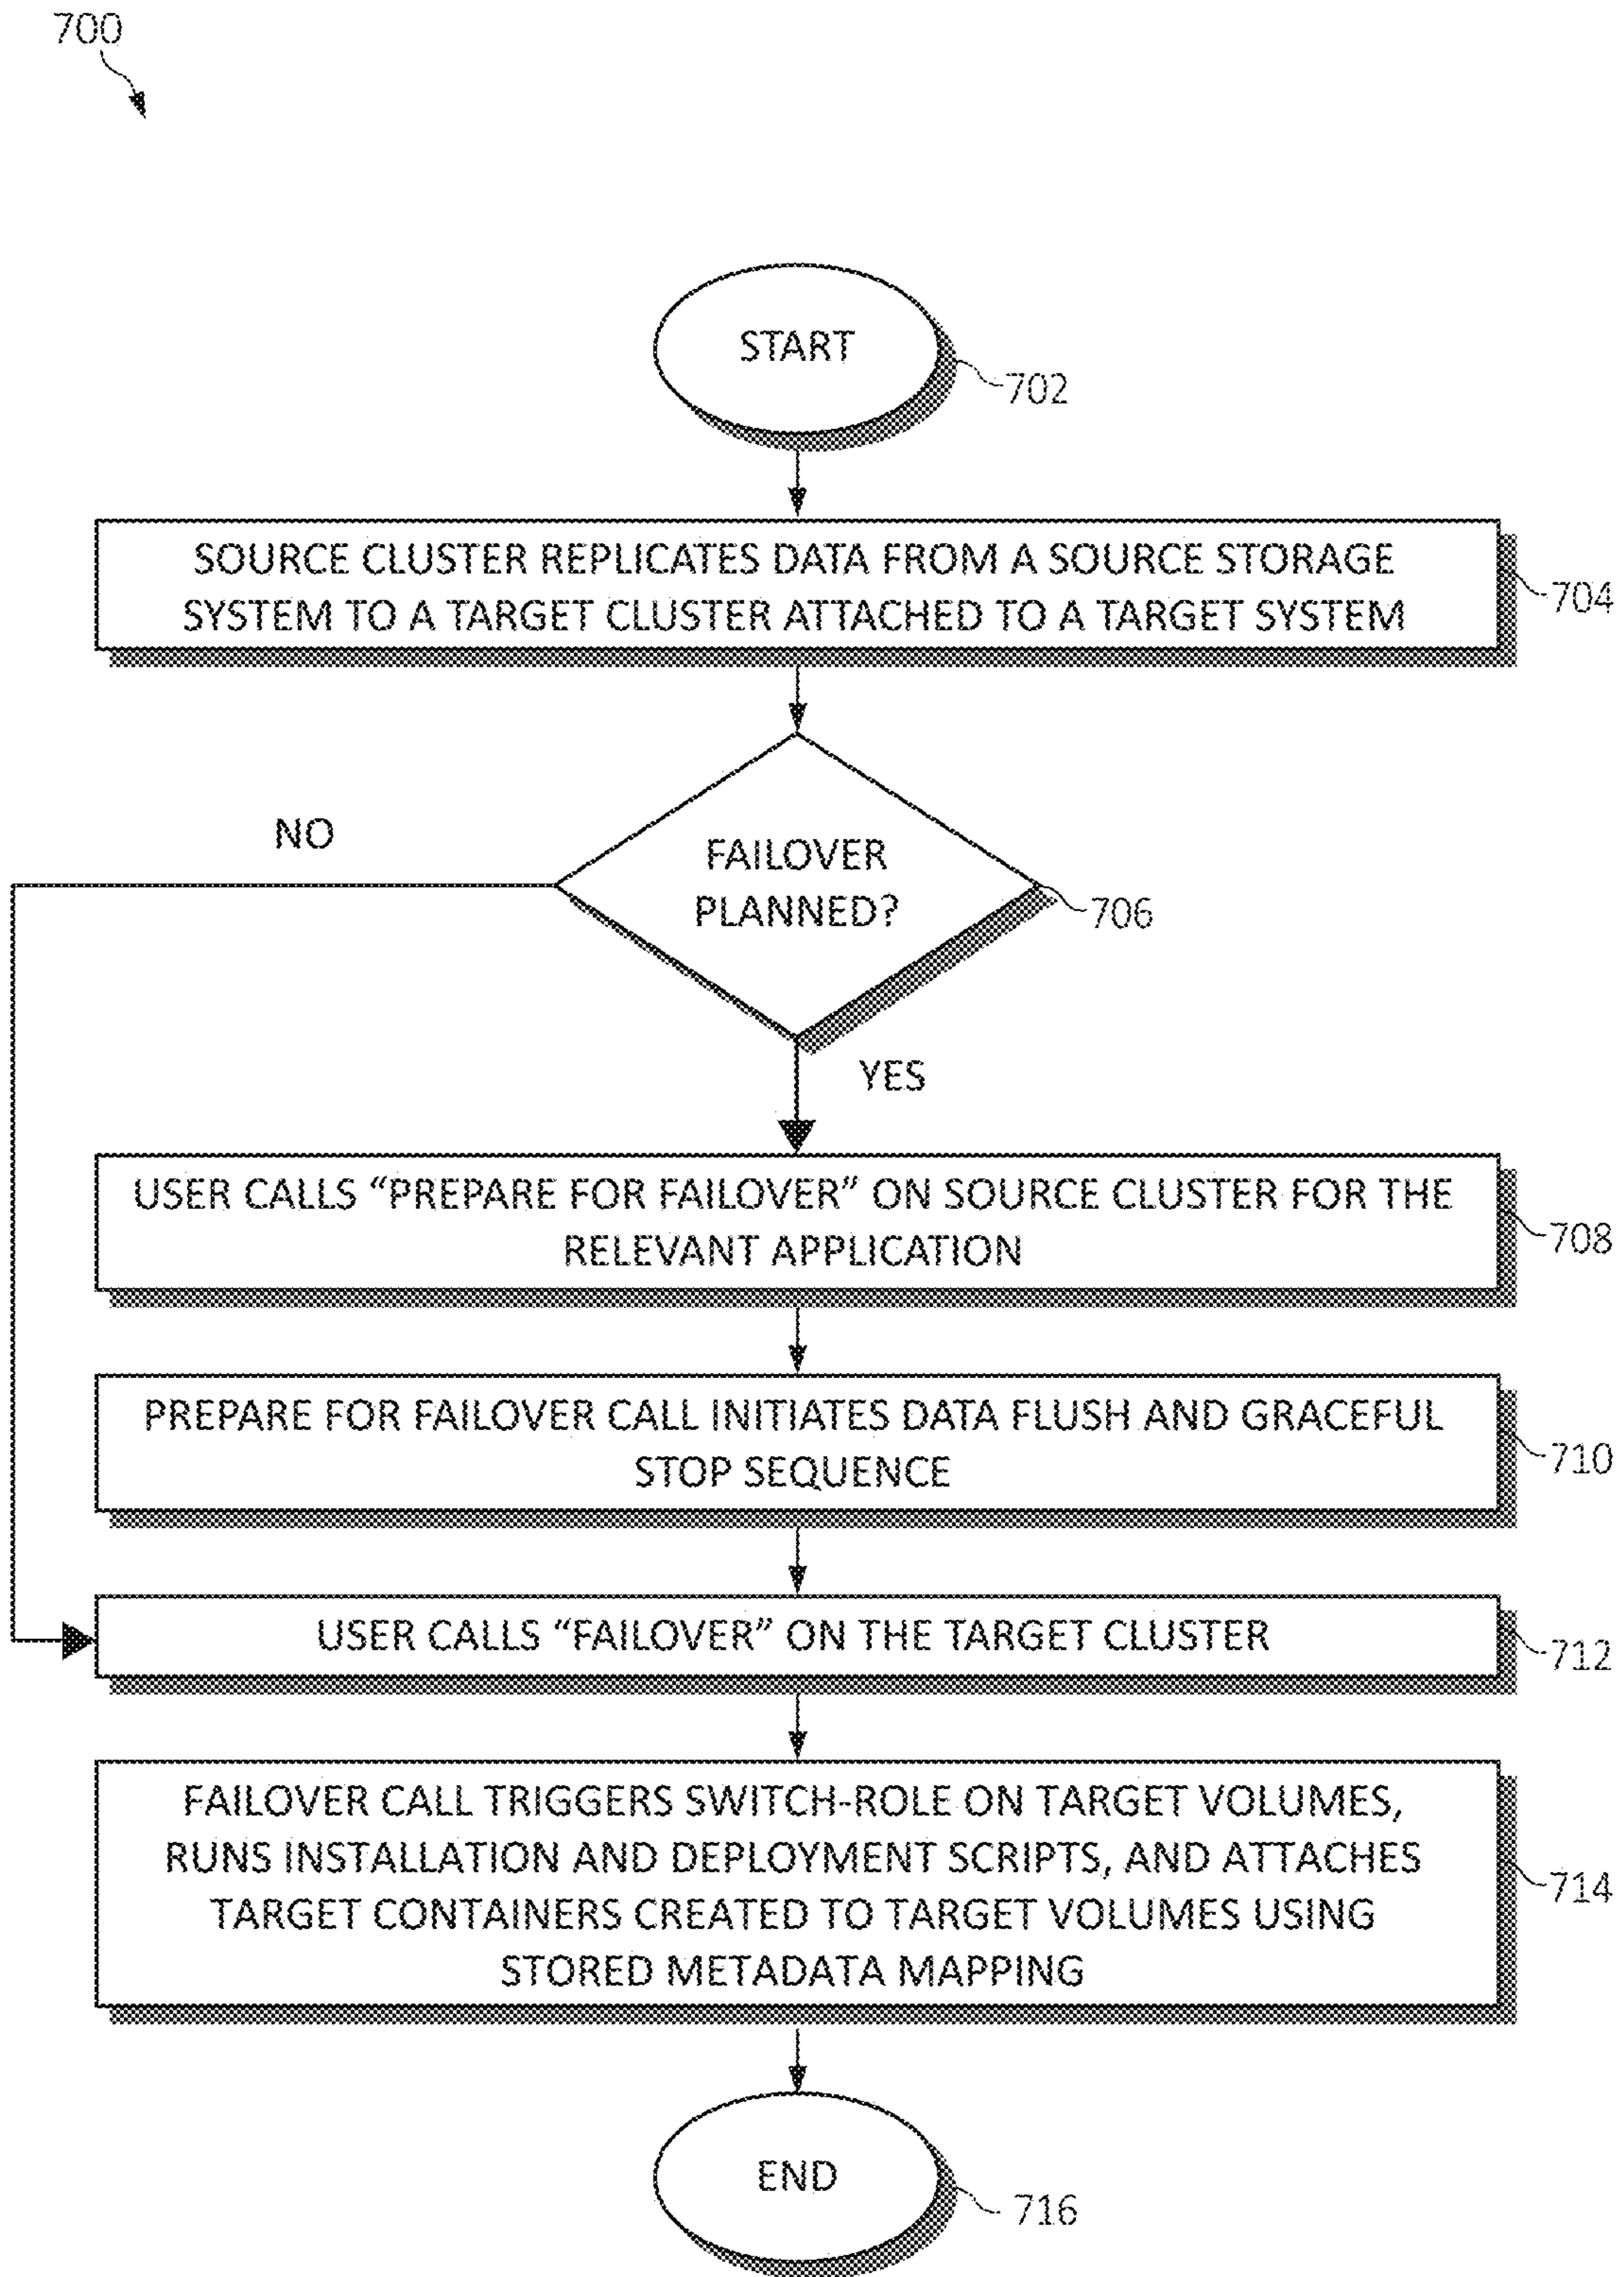 700
START
702
SOURCE CLUSTER REPLICATES DATA FROM A SOURCE STORAGE
SYSTEM TO A TARGET CLUSTER ATTACHED TO A TARGET SYSTEM
704
NO
FAILOVER
PLANNED?
706
YES
USER CALLS “PREPARE FOR FAILOVER” ON SOURCE CLUSTER FOR THE
RELEVANT APPLICATION
708
PREPARE FOR FAILOVER CALL INITIATES DATA FLUSH AND GRACEFUL
STOP SEQUENCE
710
USER CALLS “FAILOVER” ON THE TARGET CLUSTER
712
FAILOVER CALL TRIGGERS SWITCH-ROLE ON TARGET VOLUMES,
RUNS INSTALLATION AND DEPLOYMENT SCRIPTS, AND ATTACHES
TARGET CONTAINERS CREATED TO TARGET VOLUMES USING
STORED METADATA MAPPING
714
END
716